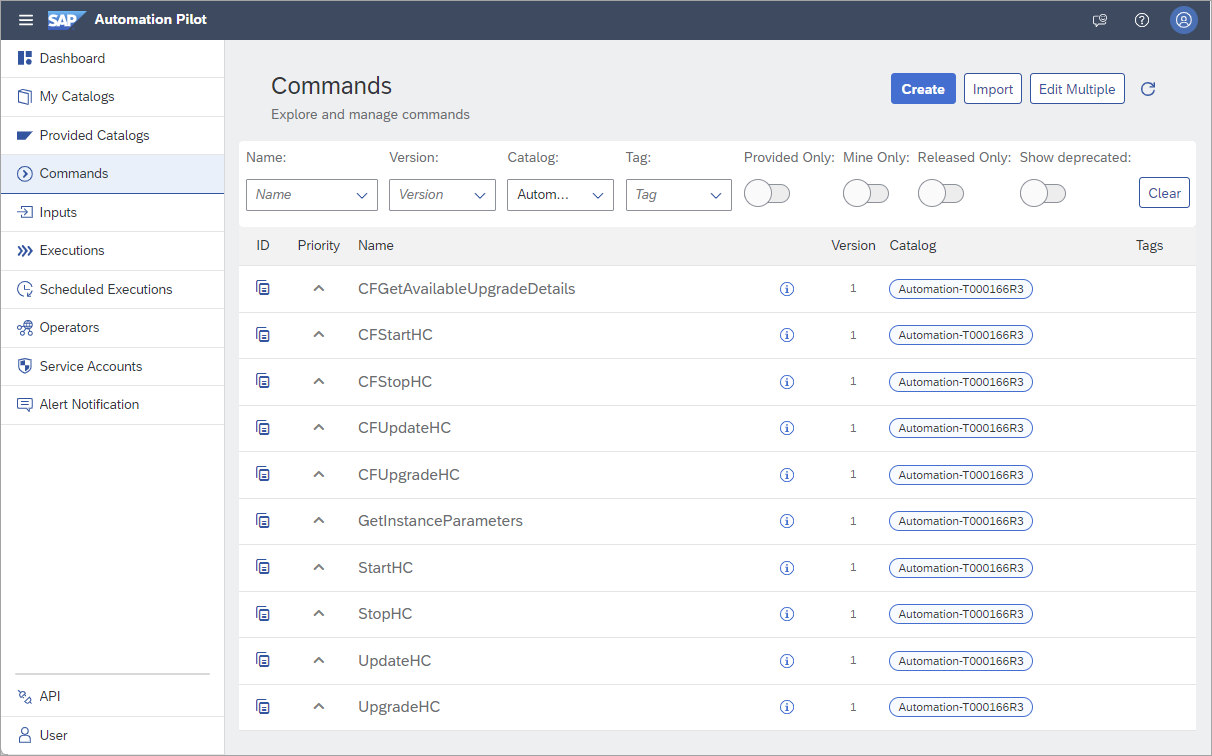 SAP Automation Pilot
Dashboard
My Catalogs
Provided Catalogs
Commands
Inputs
Executions
Scheduled Executions
Operators
Service Accounts
Alert Notification
API
User
Commands
Explore and manage commands
Create Import Edit Multiple
Name: Version: Catalog: Tag: Provided Only: Mine Only: Released Only: Show deprecated:
Name Version Autom... Tag Clear
ID Priority Name Version Catalog Tags
CFGetAvailableUpgradeDetails 1 Automation-T000166R3
CFStartHC 1 Automation-T000166R3
CFStopHC 1 Automation-T000166R3
CFUpdateHC 1 Automation-T000166R3
CFUpgradeHC 1 Automation-T000166R3
GetInstanceParameters 1 Automation-T000166R3
StartHC 1 Automation-T000166R3
StopHC 1 Automation-T000166R3
UpdateHC 1 Automation-T000166R3
UpgradeHC 1 Automation-T000166R3